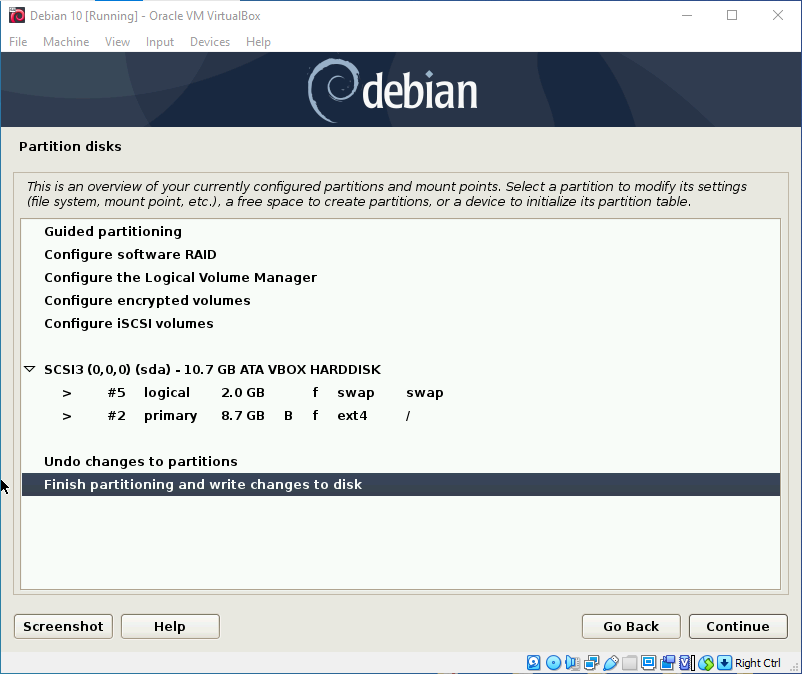 Debian 10 [Running] - Oracle VM VirtualBox
File Machine View Input Devices Help
debian
Partition disks
This is an overview of your currently configured partitions and mount points. Select a partition to modify its settings
(file system, mount point, etc.), a free space to create partitions, or a device to initialize its partition table.
Guided partitioning
Configure software RAID
Configure the Logical Volume Manager
Configure encrypted volumes
Configure iSCSI volumes
SCSI3 (0,0,0) (sda) - 10.7 GB ATA VBOX HARDDISK
> #5 logical 2.0 GB f swap swap
> #2 primary 8.7 GB B f ext4 /
Undo changes to partitions
Finish partitioning and write changes to disk
Screenshot Help Go Back Continue
Right Ctrl